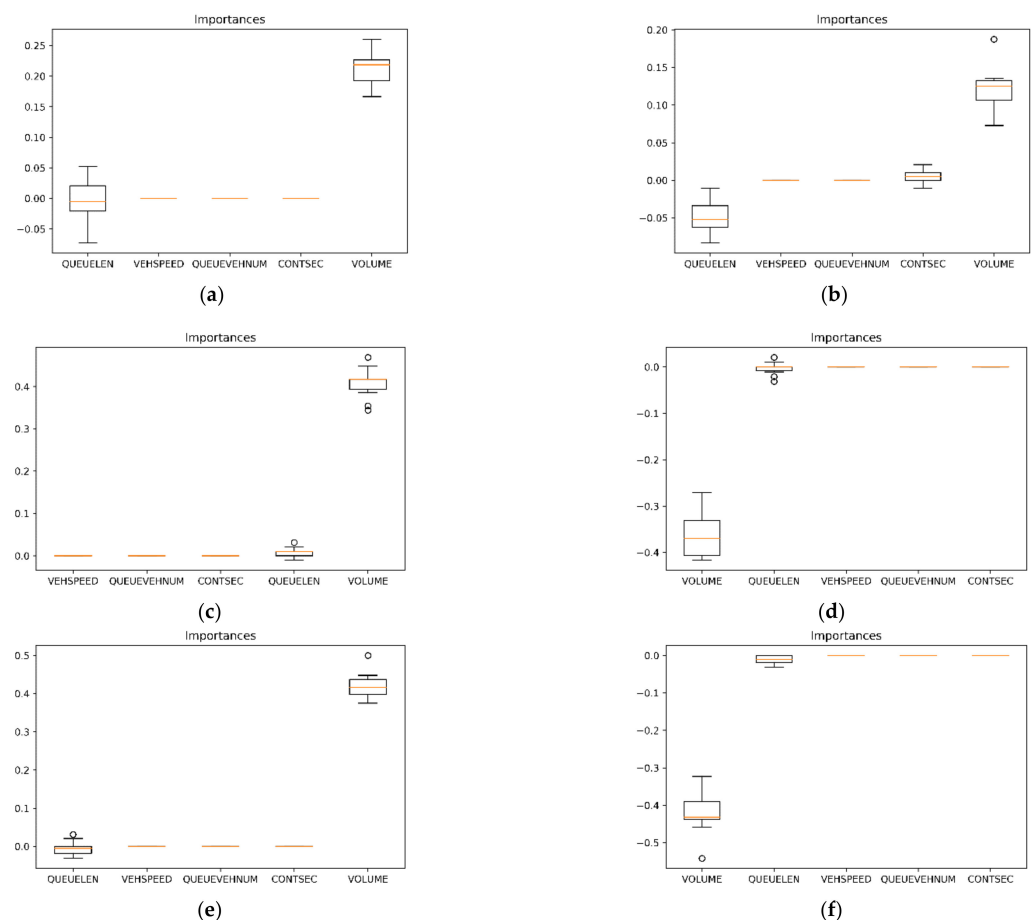 Importances
0.25
0.20
0.15
0.10
0.05
0.00
−0.05
QUEUELEN VEHSPEED QUEUEVEHNUM CONTSEC VOLUME
(a)
Importances
0.20
0.15
0.10
0.05
0.00
−0.05
QUEUELEN VEHSPEED QUEUEVEHNUM CONTSEC VOLUME
(b)
Importances
0.4
0.3
0.2
0.1
0.0
VEHSPEED QUEUEVEHNUM CONTSEC QUEUELEN VOLUME
(c)
Importances
0.0
−0.1
−0.2
−0.3
−0.4
VOLUME QUEUELEN VEHSPEED QUEUEVEHNUM CONTSEC
(d)
Importances
0.5
0.4
0.3
0.2
0.1
0.0
QUEUELEN VEHSPEED QUEUEVEHNUM CONTSEC VOLUME
(e)
Importances
0.0
−0.1
−0.2
−0.3
−0.4
−0.5
VOLUME QUEUELEN VEHSPEED QUEUEVEHNUM CONTSEC
(f)